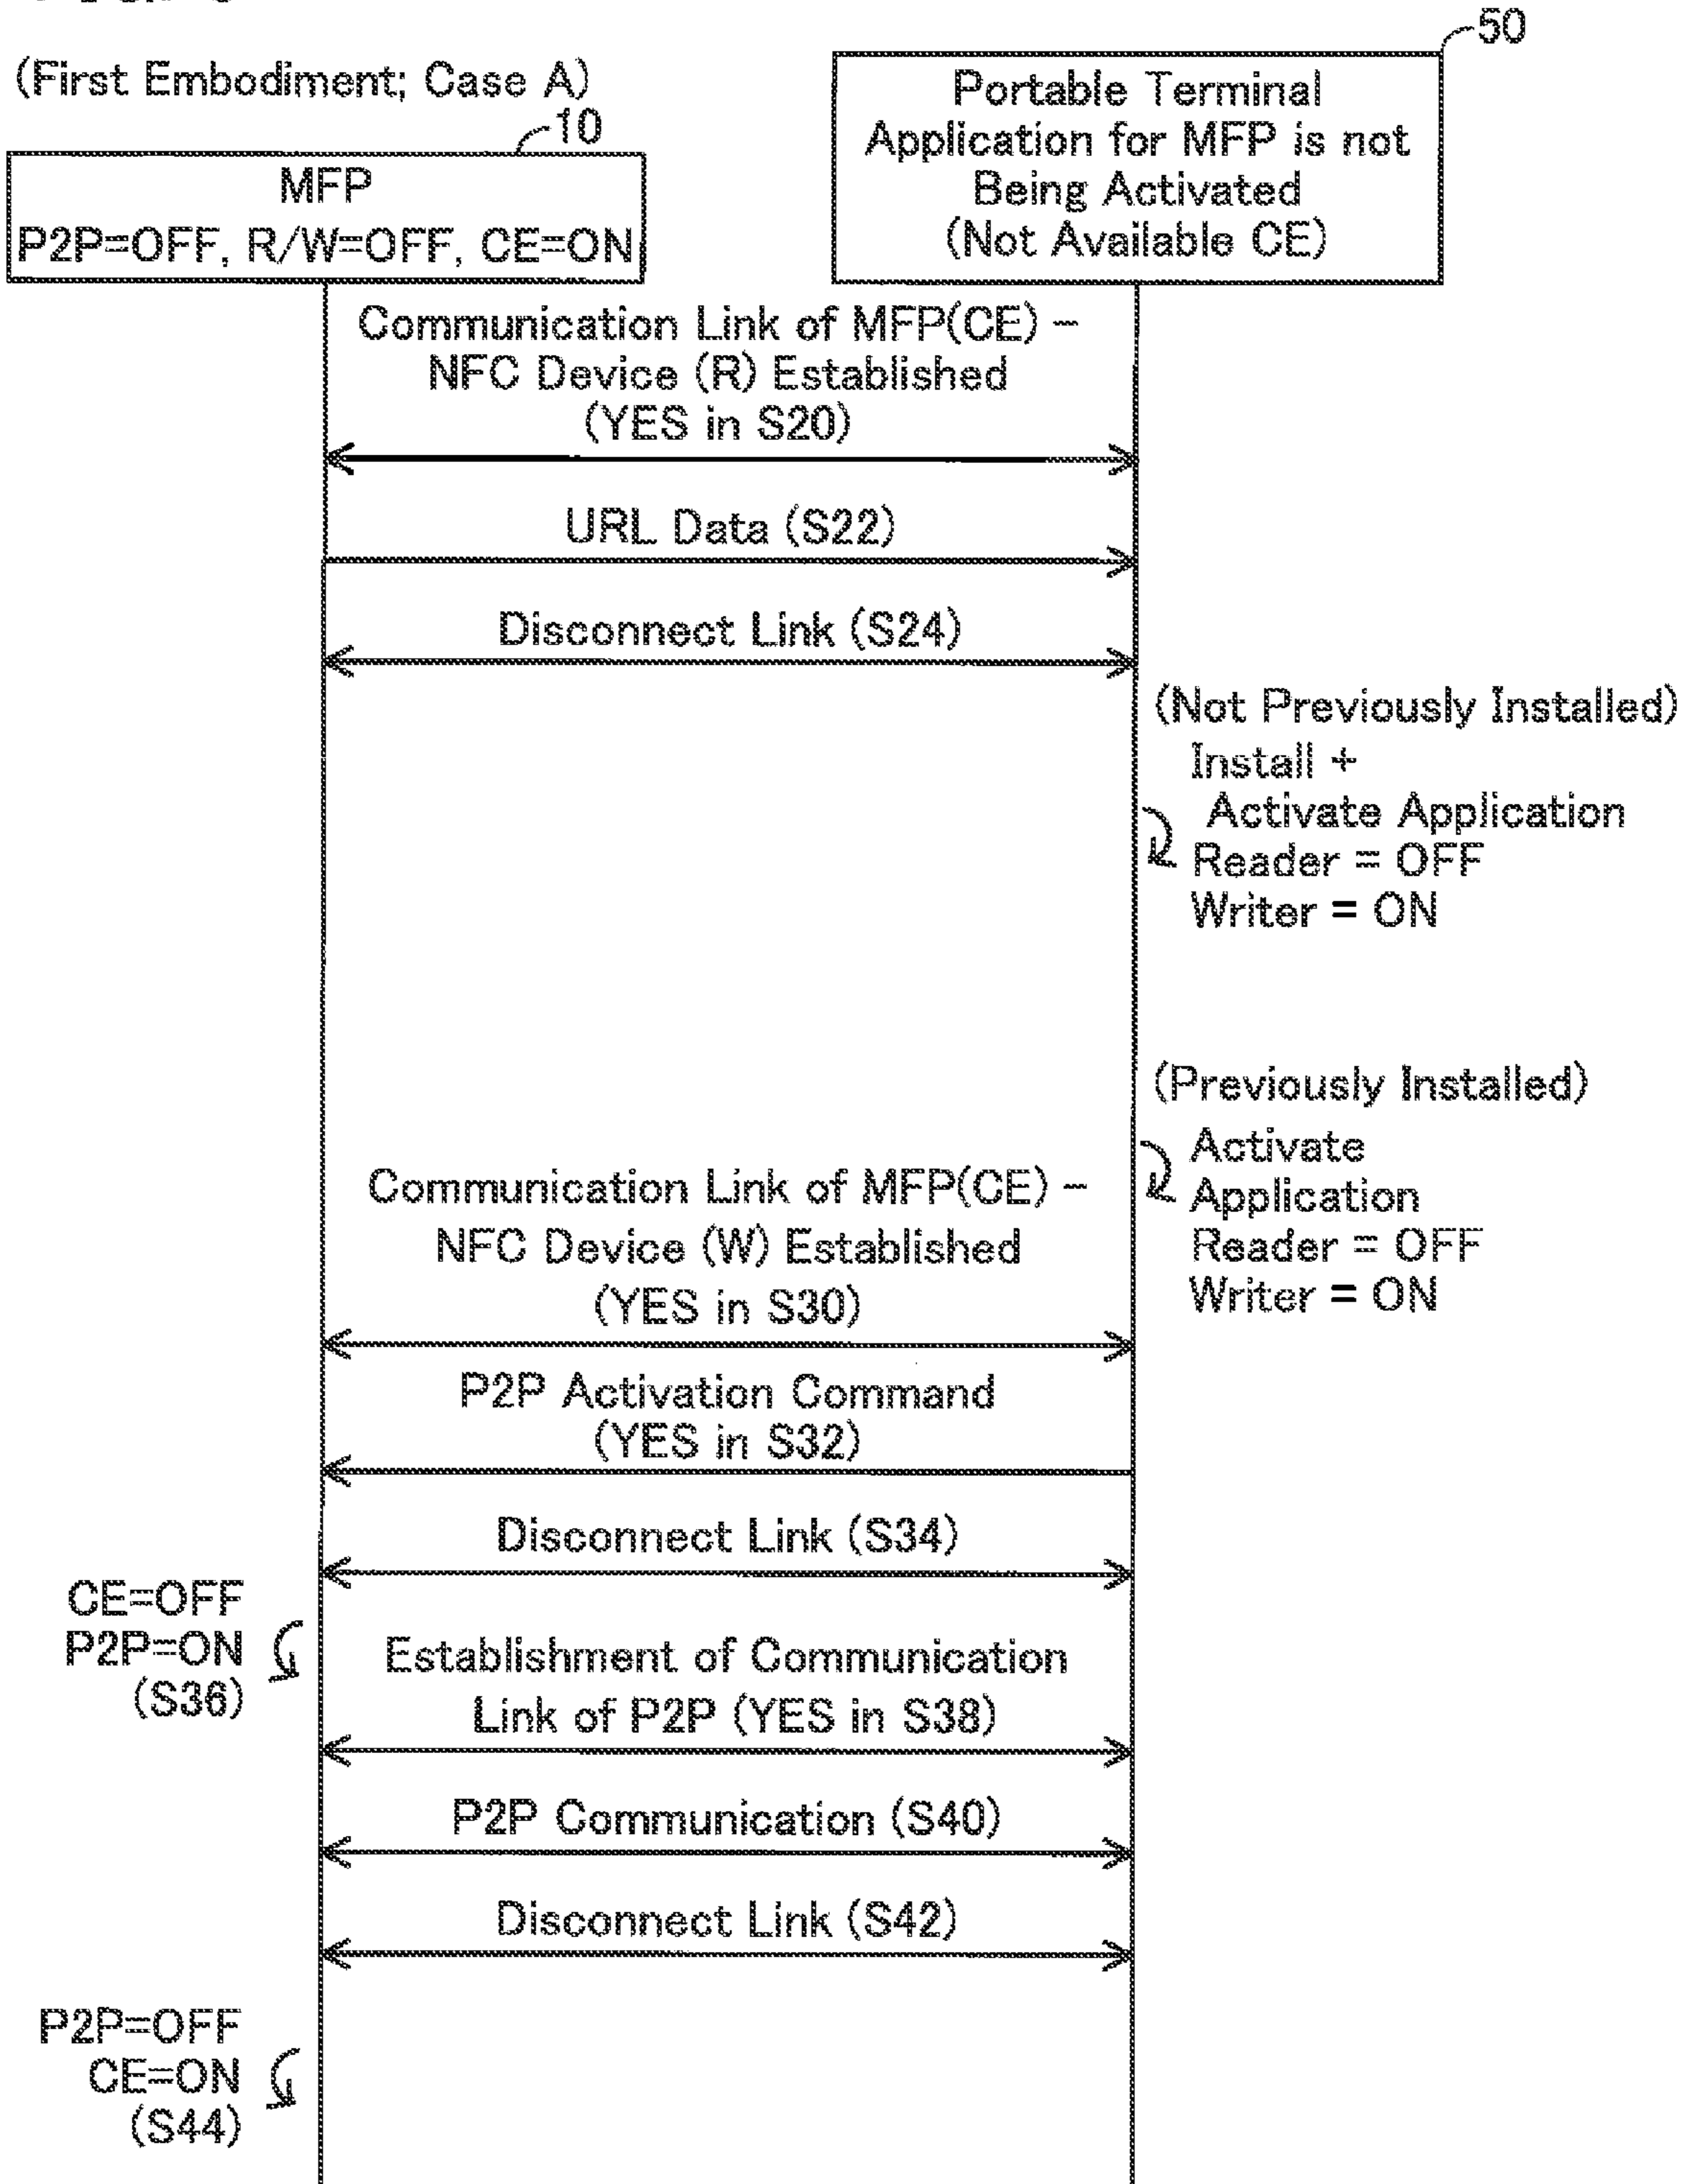 50
(First Embodiment; Case A)
10
MFP
P2P=OFF, R/W=OFF, CE=ON
Portable Terminal
Application for MFP is not
Being Activated
(Not Available CE)
Communication Link of MFP(CE) –
NFC Device (R) Established
(YES in S20)
URL Data (S22)
Disconnect Link (S24)
(Not Previously Installed)
Install +
Activate Application
Reader = OFF
Writer = ON
(Previously Installed)
Activate
Application
Reader = OFF
Writer = ON
Communication Link of MFP(CE) –
NFC Device (W) Established
(YES in S30)
P2P Activation Command
(YES in S32)
Disconnect Link (S34)
CE=OFF
P2P=ON
(S36)
Establishment of Communication
Link of P2P (YES in S38)
P2P Communication (S40)
Disconnect Link (S42)
P2P=OFF
CE=ON
(S44)